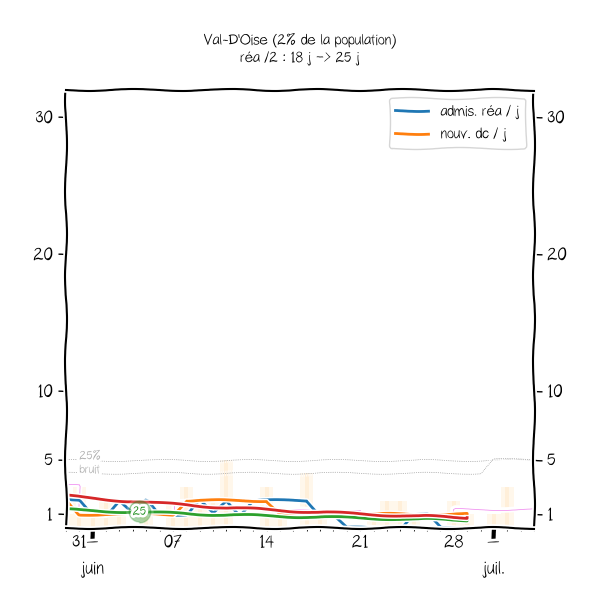 Val-D'Oise (2% de la population)
réa /2 : 18 j -> 25 j
admis. réa / j
nouv. dc / j
30 30
20 20
10 10
5 25% 5
bruit
1 25 1
31 07 14 21 28
juin juil.